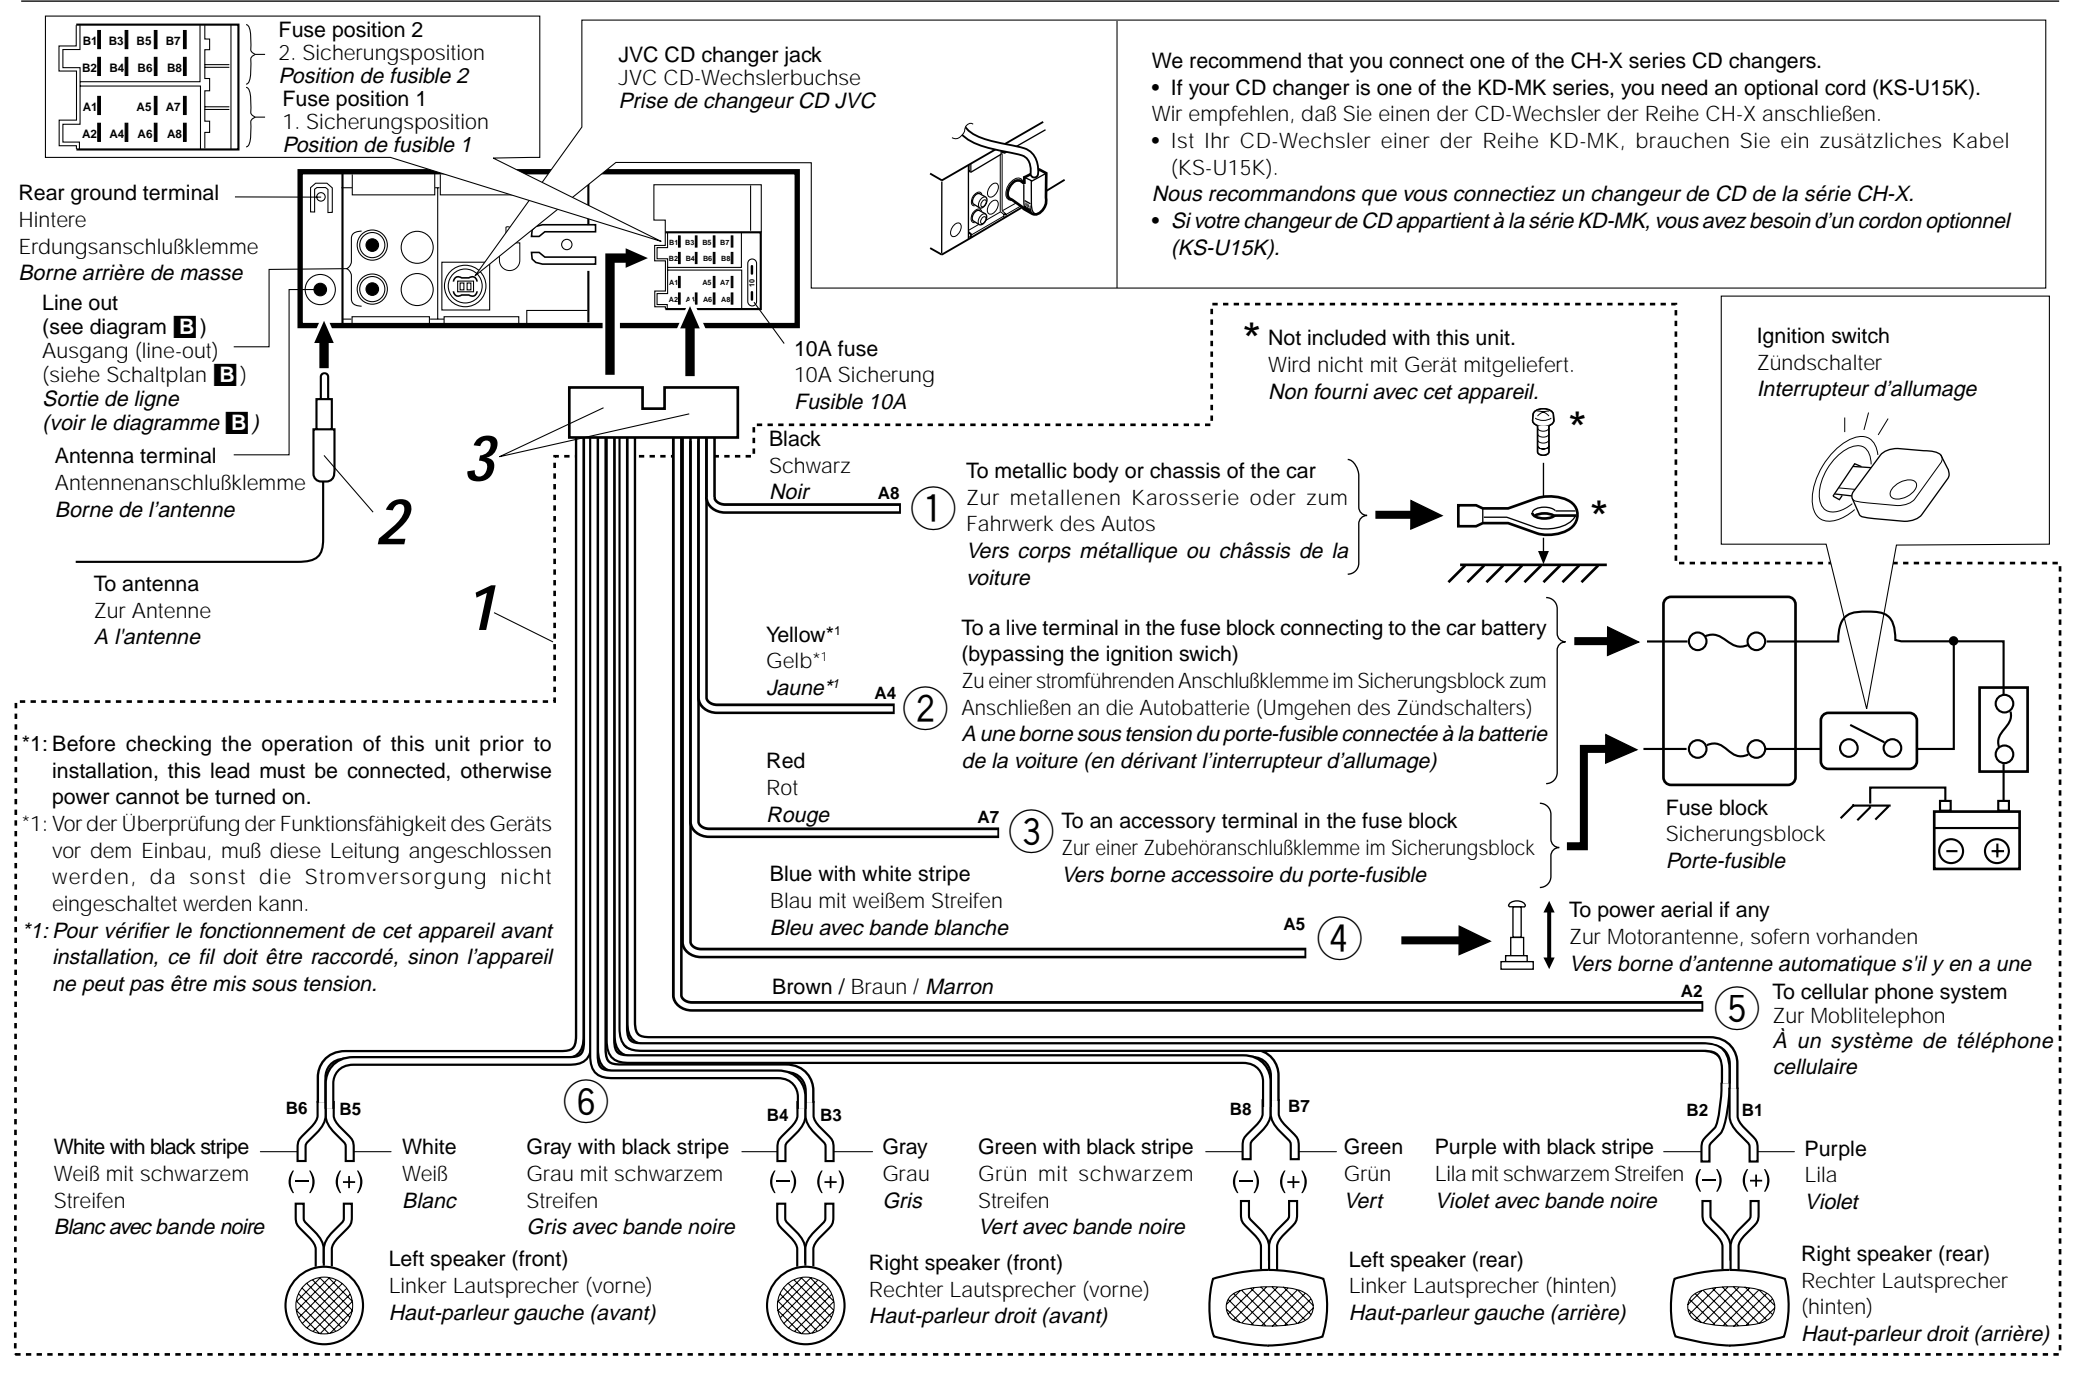 B1 B3 B5 B7
B2 B4 B6 B8
A1 A5 A7
A2 A4 A6 A8
Fuse position 2
2. Sicherungsposition
Position de fusible 2
Fuse position 1
1. Sicherungsposition
Position de fusible 1
JVC CD changer jack
JVC CD-Wechslerbuchse
Prise de changeur CD JVC
We recommend that you connect one of the CH-X series CD changers.
• If your CD changer is one of the KD-MK series, you need an optional cord (KS-U15K).
Wir empfehlen, daß Sie einen der CD-Wechsler der Reihe CH-X anschließen.
• Ist Ihr CD-Wechsler einer der Reihe KD-MK, brauchen Sie ein zusätzliches Kabel
(KS-U15K).
Nous recommandons que vous connectiez un changeur de CD de la série CH-X.
• Si votre changeur de CD appartient à la série KD-MK, vous avez besoin d'un cordon optionnel
(KS-U15K).
Rear ground terminal
Hintere
Erdungsanschlußklemme
Borne arrière de masse
Line out
(see diagram B)
Ausgang (line-out)
(siehe Schaltplan B)
Sortie de ligne
(voir le diagramme B)
Antenna terminal
Antennenanschlußklemme
Borne de l'antenne
To antenna
Zur Antenne
A l'antenne
B1 B3 B5 B7
B2 B4 B6 B8
A1 A5 A7
A2 A4 A6 A8
10
10A fuse
10A Sicherung
Fusible 10A
2
3
1
* Not included with this unit.
Wird nicht mit Gerät mitgeliefert.
Non fourni avec cet appareil.
*
*
Ignition switch
Zündschalter
Interrupteur d'allumage
Black
Schwarz
Noir
A8
1
To metallic body or chassis of the car
Zur metallenen Karosserie oder zum
Fahrwerk des Autos
Vers corps métallique ou châssis de la
voiture
Yellow*1
Gelb*1
Jaune*1
A4
2
To a live terminal in the fuse block connecting to the car battery
(bypassing the ignition swich)
Zu einer stromführenden Anschlußklemme im Sicherungsblock zum
Anschließen an die Autobatterie (Umgehen des Zündschalters)
A une borne sous tension du porte-fusible connectée à la batterie
de la voiture (en dérivant l'interrupteur d'allumage)
Red
Rot
Rouge
A7
3
To an accessory terminal in the fuse block
Zur einer Zubehöranschlußklemme im Sicherungsblock
Vers borne accessoire du porte-fusible
Fuse block
Sicherungsblock
Porte-fusible
− +
Blue with white stripe
Blau mit weißem Streifen
Bleu avec bande blanche
A5
4
To power aerial if any
Zur Motorantenne, sofern vorhanden
Vers borne d'antenne automatique s'il y en a une
Brown / Braun / Marron
A2
5
To cellular phone system
Zur Moblitelephon
À un système de téléphone
cellulaire
*1: Before checking the operation of this unit prior to
installation, this lead must be connected, otherwise
power cannot be turned on.
*1: Vor der Überprüfung der Funktionsfähigkeit des Geräts
vor dem Einbau, muß diese Leitung angeschlossen
werden, da sonst die Stromversorgung nicht
eingeschaltet werden kann.
*1: Pour vérifier le fonctionnement de cet appareil avant
installation, ce fil doit être raccordé, sinon l'appareil
ne peut pas être mis sous tension.
6
B6 B5
White with black stripe
Weiß mit schwarzem
Streifen
Blanc avec bande noire
(−) (+)
White
Weiß
Blanc
Left speaker (front)
Linker Lautsprecher (vorne)
Haut-parleur gauche (avant)
B4 B3
Gray with black stripe
Grau mit schwarzem
Streifen
Gris avec bande noire
(−) (+)
Gray
Grau
Gris
Right speaker (front)
Rechter Lautsprecher (vorne)
Haut-parleur droit (avant)
B8 B7
Green with black stripe
Grün mit schwarzem
Streifen
Vert avec bande noire
(−) (+)
Green
Grün
Vert
Left speaker (rear)
Linker Lautsprecher (hinten)
Haut-parleur gauche (arrière)
B2 B1
Purple with black stripe
Lila mit schwarzem Streifen
Violet avec bande noire
(−) (+)
Purple
Lila
Violet
Right speaker (rear)
Rechter Lautsprecher
(hinten)
Haut-parleur droit (arrière)